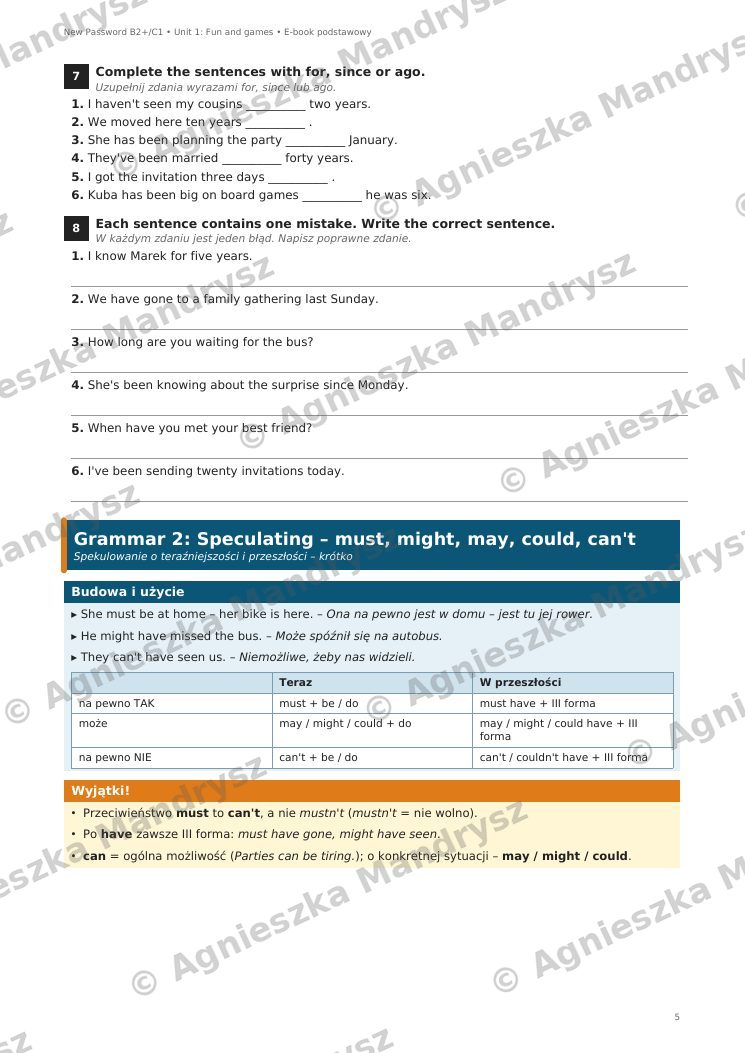 New Password B2+/C1 • Unit 1: Fun and games • E-book podstawowy
7 Complete the sentences with for, since or ago.
Uzupełnij zdania wyrazami for, since lub ago.
1. I haven't seen my cousins __________ two years.
2. We moved here ten years __________ .
3. She has been planning the party __________ January.
4. They've been married __________ forty years.
5. I got the invitation three days __________ .
6. Kuba has been big on board games __________ he was six.
8 Each sentence contains one mistake. Write the correct sentence.
W każdym zdaniu jest jeden błąd. Napisz poprawne zdanie.
1. I know Marek for five years.
2. We have gone to a family gathering last Sunday.
3. How long are you waiting for the bus?
4. She's been knowing about the surprise since Monday.
5. When have you met your best friend?
6. I've been sending twenty invitations today.
Grammar 2: Speculating – must, might, may, could, can't
Spekulowanie o teraźniejszości i przeszłości – krótko
Budowa i użycie
▸ She must be at home – her bike is here. – Ona na pewno jest w domu – jest tu jej rower.
▸ He might have missed the bus. – Może spóźnił się na autobus.
▸ They can't have seen us. – Niemożliwe, żeby nas widzieli.
Teraz W przeszłości
na pewno TAK must + be / do must have + III forma
może may / might / could + do may / might / could have + III
forma
na pewno NIE can't + be / do can't / couldn't have + III forma
Wyjątki!
• Przeciwieństwo must to can't, a nie mustn't (mustn't = nie wolno).
• Po have zawsze III forma: must have gone, might have seen.
• can = ogólna możliwość (Parties can be tiring.); o konkretnej sytuacji – may / might / could.
5
© Agnieszka Mandrysz